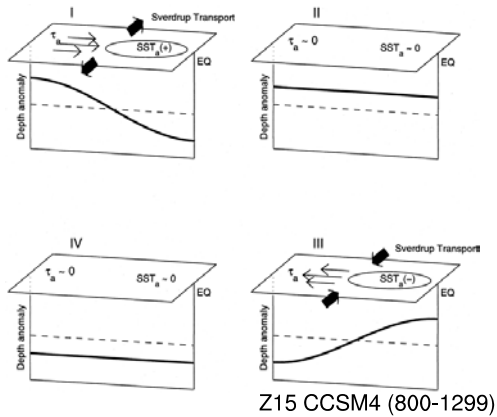 I
Sverdrup Transport
τa
SSTa(+)
EQ
Depth anomaly
II
τa ~ 0
SSTa ~ 0
EQ
Depth anomaly
IV
τa ~ 0
SSTa ~ 0
EQ
Depth anomaly
III
Sverdrup Transport
τa
SSTa(−)
EQ
Depth anomaly
Z15 CCSM4 (800-1299)